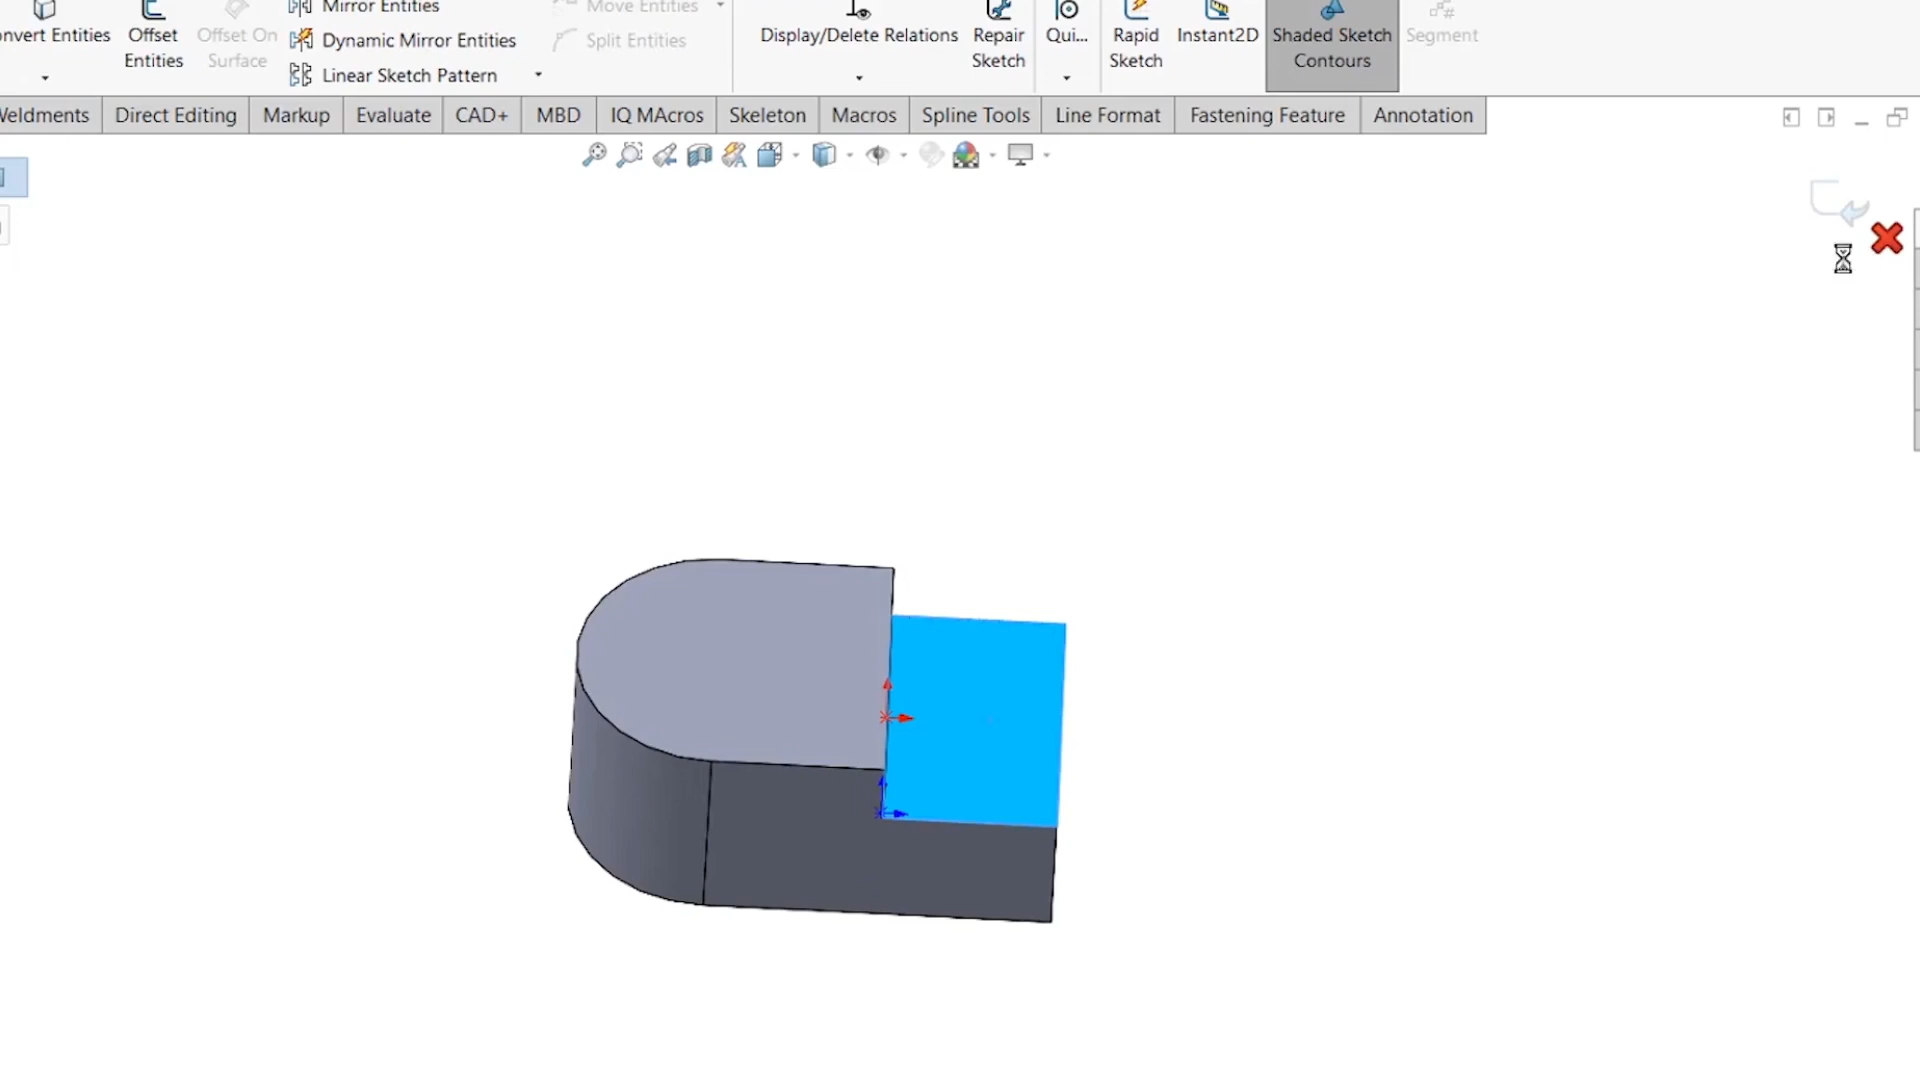 Mirror Entities
Move Entities
nvert Entities
Offset Entities
Offset On Surface
Dynamic Mirror Entities
Split Entities
Linear Sketch Pattern
Display/Delete Relations
Repair Sketch
Qui...
Rapid Sketch
Instant2D
Shaded Sketch Contours
Segment
Weldments
Direct Editing
Markup
Evaluate
CAD+
MBD
IQ MAcros
Skeleton
Macros
Spline Tools
Line Format
Fastening Feature
Annotation